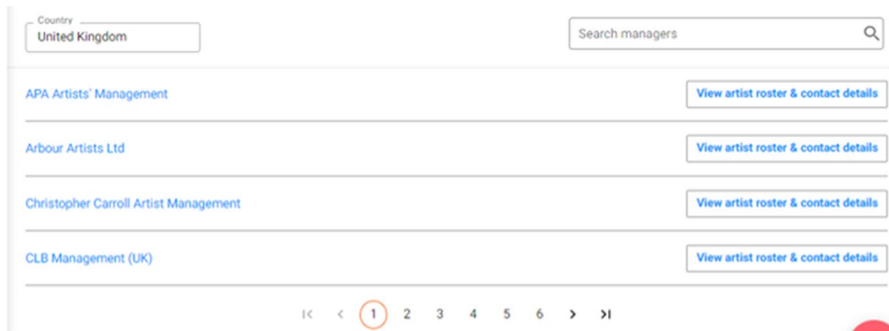 Country
United Kingdom
Search managers
APA Artists' Management
View artist roster & contact details
Arbour Artists Ltd
View artist roster & contact details
Christopher Carroll Artist Management
View artist roster & contact details
CLB Management (UK)
View artist roster & contact details
1 2 3 4 5 6